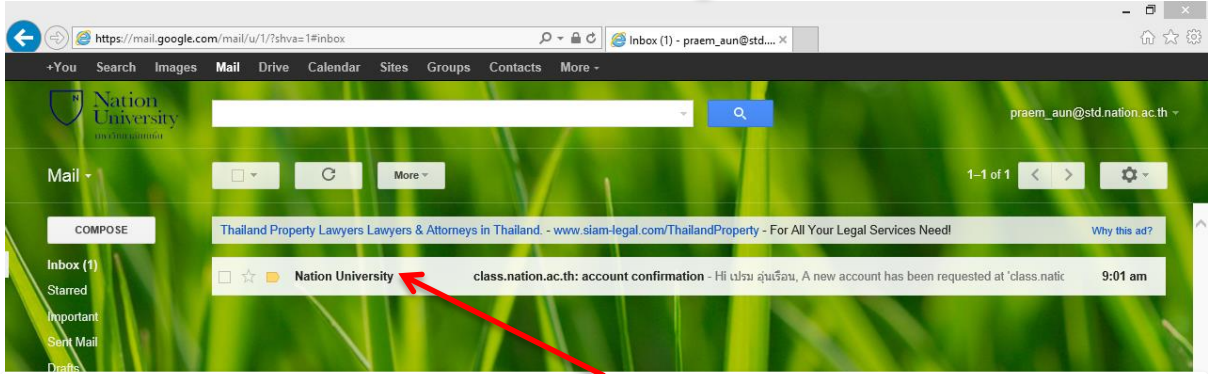 https://mail.google.com/mail/u/1/?shva=1#inbox
Inbox (1) - praem_aun@std....
+You Search Images Mail Drive Calendar Sites Groups Contacts More
Nation
University
praem_aun@std.nation.ac.th
Mail
More
1–1 of 1
COMPOSE
Thailand Property Lawyers Lawyers & Attorneys in Thailand. - www.siam-legal.com/ThailandProperty - For All Your Legal Services Need!
Why this ad?
Inbox (1)
Nation University class.nation.ac.th: account confirmation - Hi เปรม อุ่นเรือน, A new account has been requested at 'class.natic
9:01 am
Starred
Important
Sent Mail
Drafts